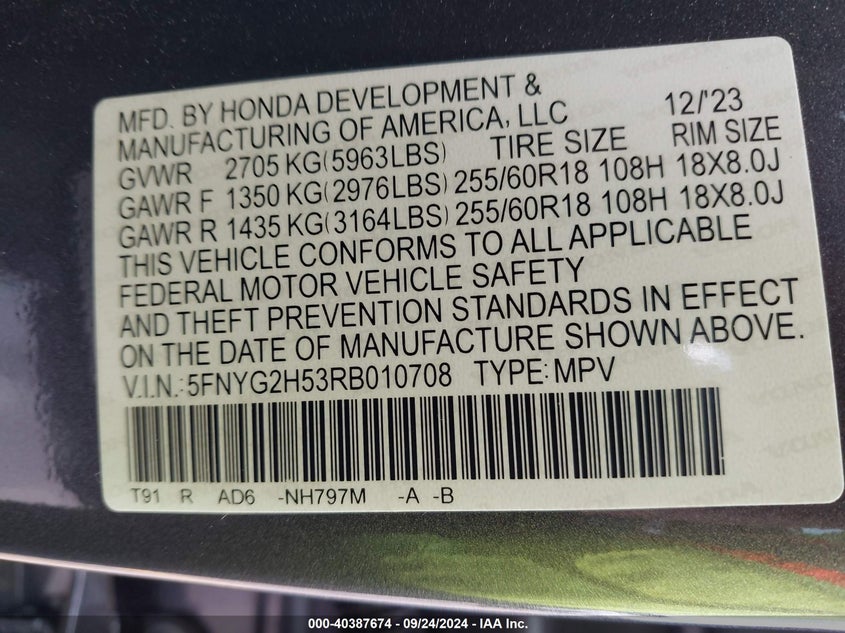 MFD. BY HONDA DEVELOPMENT &
MANUFACTURING OF AMERICA, LLC 12/'23
GVWR 2705 KG(5963LBS) TIRE SIZE RIM SIZE
GAWR F 1350 KG(2976LBS) 255/60R18 108H 18X8.0J
GAWR R 1435 KG(3164LBS) 255/60R18 108H 18X8.0J
THIS VEHICLE CONFORMS TO ALL APPLICABLE
FEDERAL MOTOR VEHICLE SAFETY
AND THEFT PREVENTION STANDARDS IN EFFECT
ON THE DATE OF MANUFACTURE SHOWN ABOVE.
V.I.N.:5FNYG2H53RB010708 TYPE: MPV
T91 R AD6 -NH797M -A -B
000-40387674 - 09/24/2024 - IAA Inc.